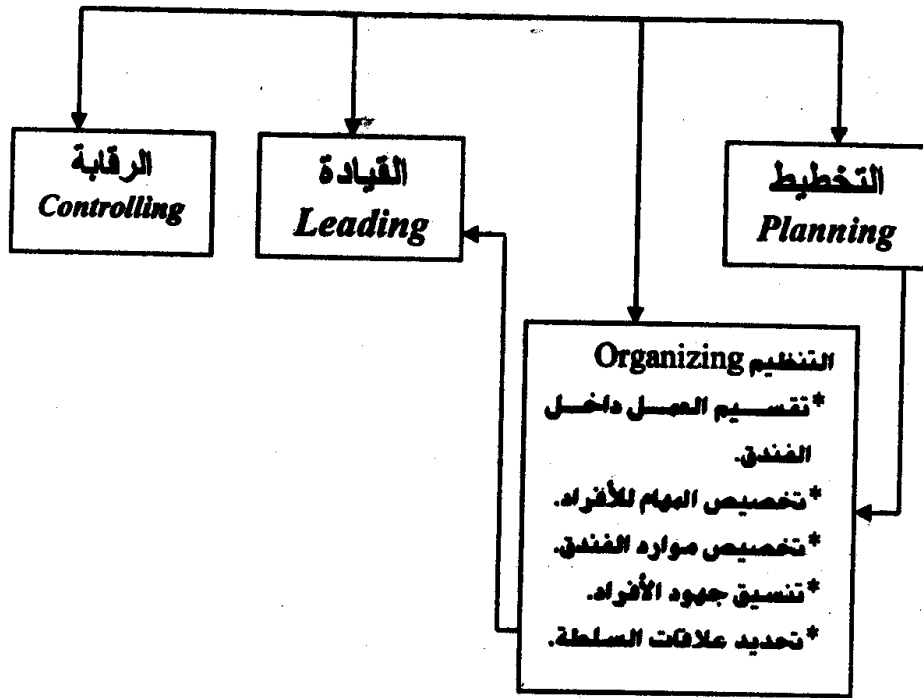 التخطيط
Planning
القيادة
Leading
الرقابة
Controlling
التنظيم Organizing
*تقسيم العمل داخل
الفندق.
*تخصيص المهام للأفراد.
*تخصيص موارد الفندق.
*تنسيق جهود الأفراد.
*تحديد علاقات السلطة.